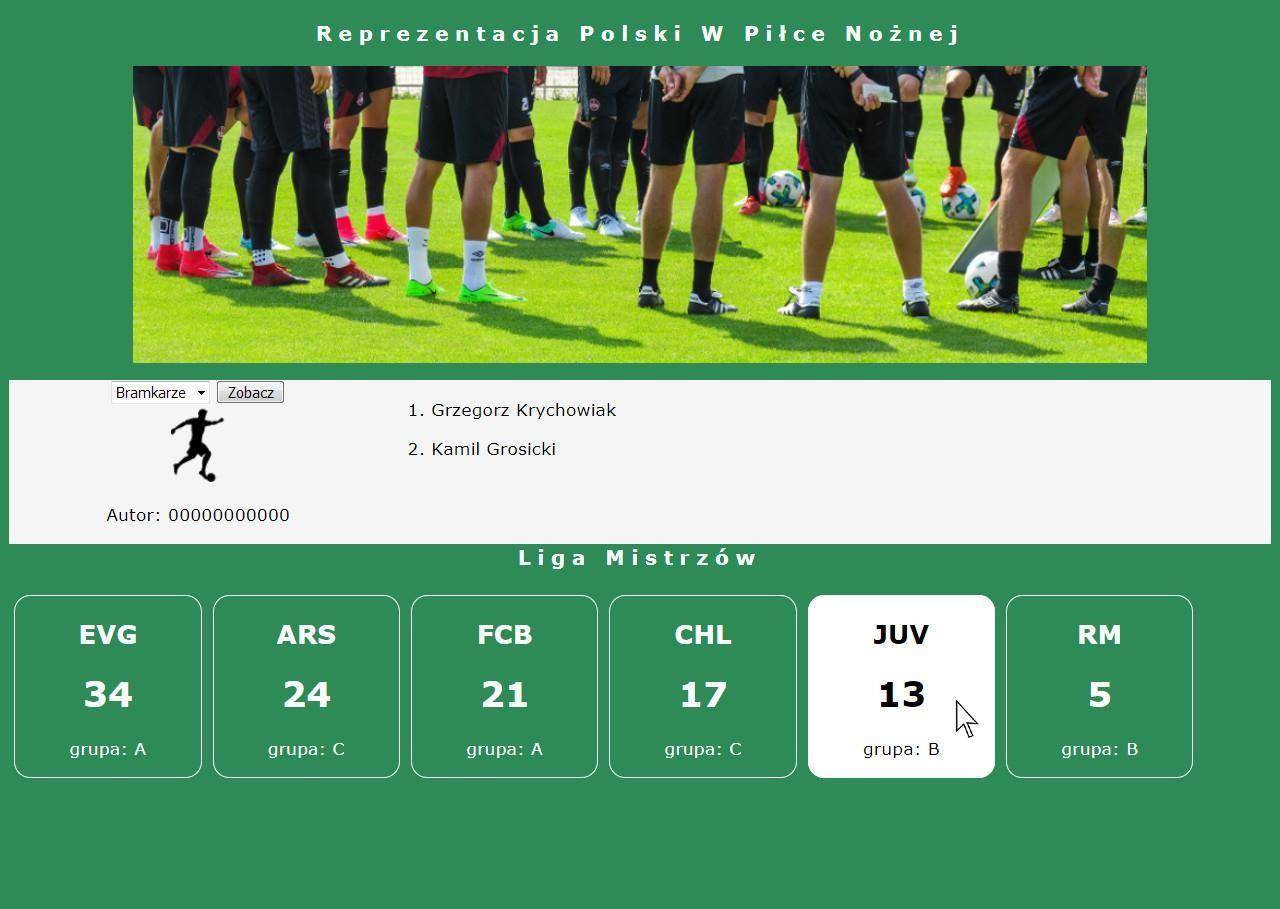 Reprezentacja Polski W Piłce Nożnej
Bramkarze Zobacz
1. Grzegorz Krychowiak
2. Kamil Grosicki
Autor: 00000000000
Liga Mistrzów
EVG ARS FCB CHL JUV RM
34 24 21 17 13 5
grupa: A grupa: C grupa: A grupa: C grupa: B grupa: B